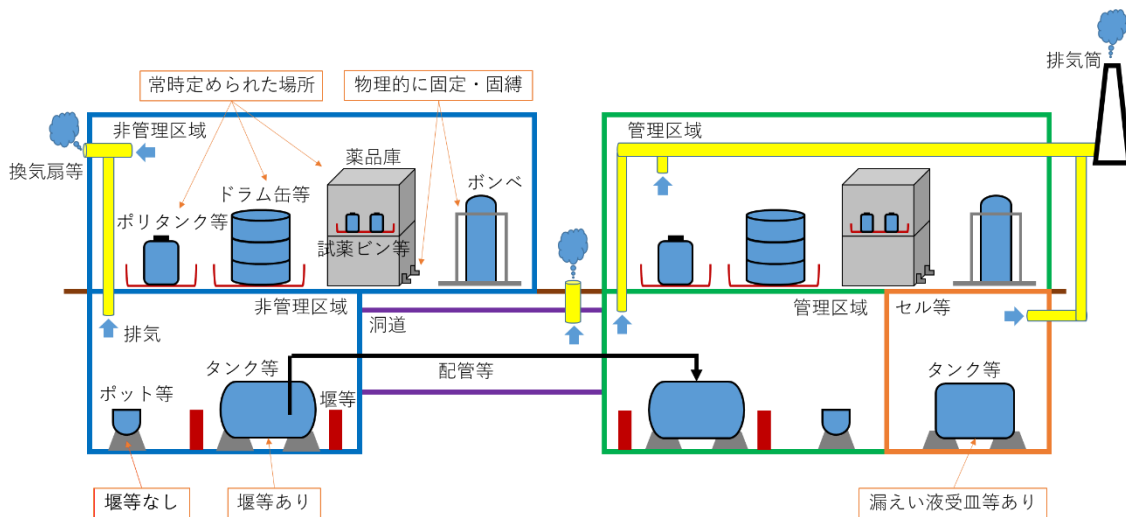 排気筒
常時定められた場所
物理的に固定・固縛
非管理区域
管理区域
換気扇等
薬品庫
ボンベ
ドラム缶等
ポリタンク等
試薬ビン等
非管理区域
管理区域
セル等
洞道
排気
タンク等
配管等
タンク等
ポット等
堰等
堰等なし
堰等あり
漏えい液受皿等あり